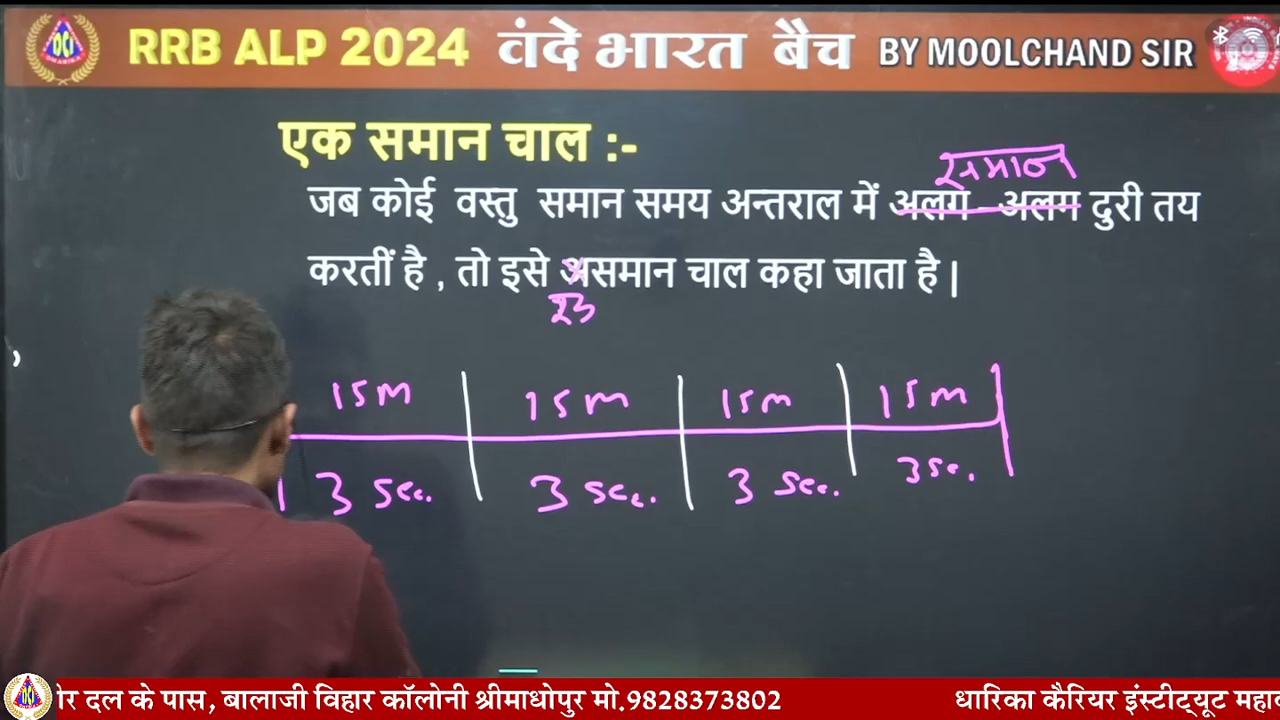 DCI
RRB ALP 2024 वंदे भारत बैच BY MOOLCHAND SIR
एक समान चाल :-
समान
जब कोई वस्तु समान समय अन्तराल में अलग - अलग दुरी तय
करतीं है , तो इसे असमान चाल कहा जाता है |
15m 15m 15m 15m
3 sec. 3 sec. 3 sec. 3 sec.
के पास, बालाजी विहार कॉलोनी श्रीमाधोपुर मो.9828373802 धारिका कैरियर इंस्टीट्यूट